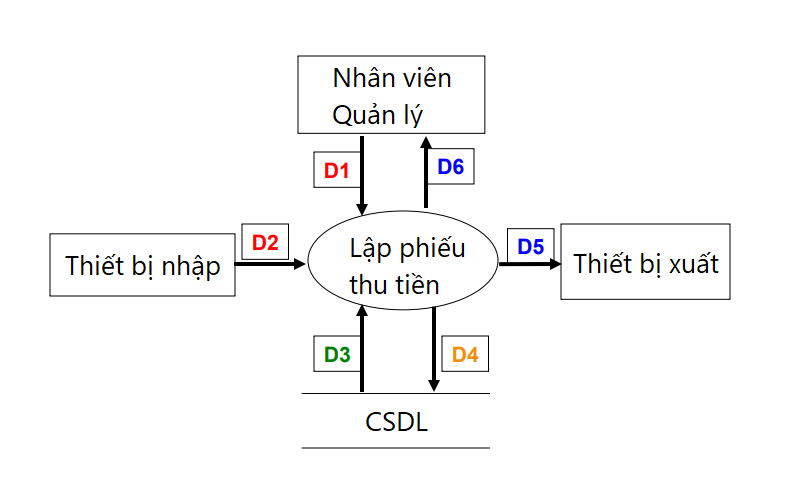 Nhân viên
Quản lý
D1
D6
D2
D5
Thiết bị nhập
Lập phiếu
thu tiền
Thiết bị xuất
D3
D4
CSDL